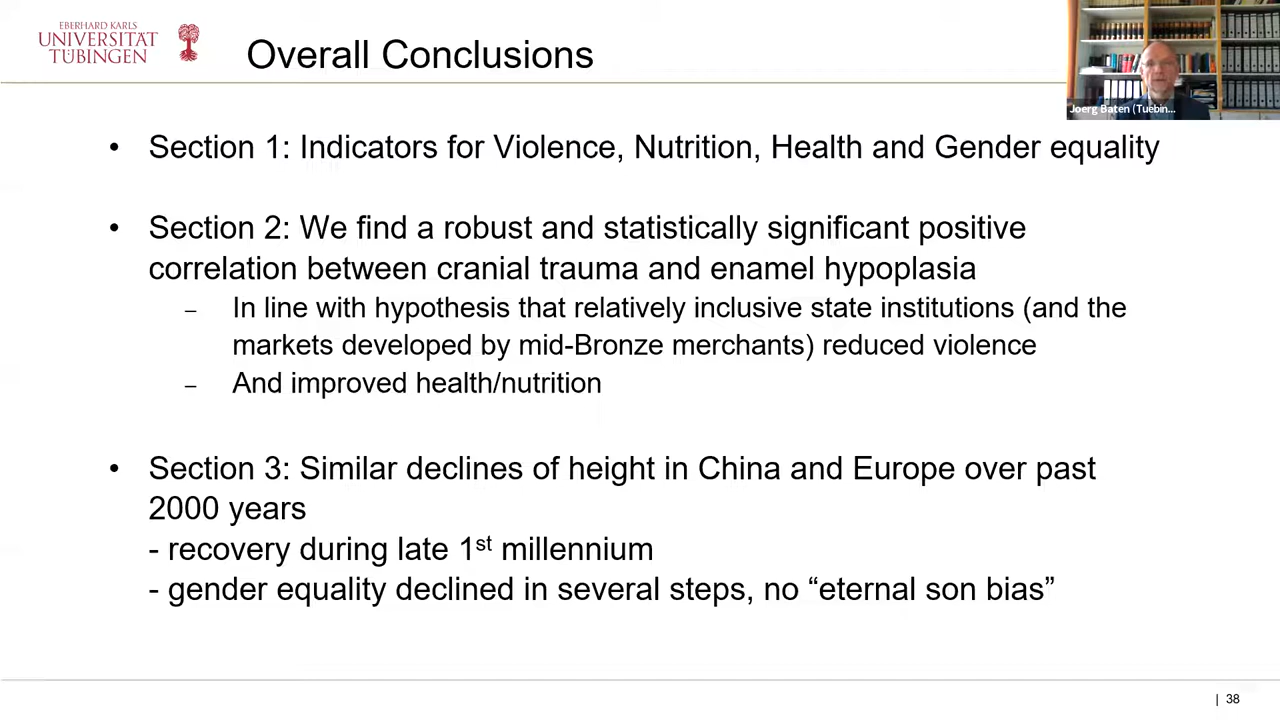 EBERHARD KARLS
UNIVERSITÄT
TÜBINGEN
Overall Conclusions
Joerg Baten (Tuebin...
• Section 1: Indicators for Violence, Nutrition, Health and Gender equality
• Section 2: We find a robust and statistically significant positive
correlation between cranial trauma and enamel hypoplasia
– In line with hypothesis that relatively inclusive state institutions (and the
markets developed by mid-Bronze merchants) reduced violence
– And improved health/nutrition
• Section 3: Similar declines of height in China and Europe over past
2000 years
- recovery during late 1st millennium
- gender equality declined in several steps, no “eternal son bias”
| 38